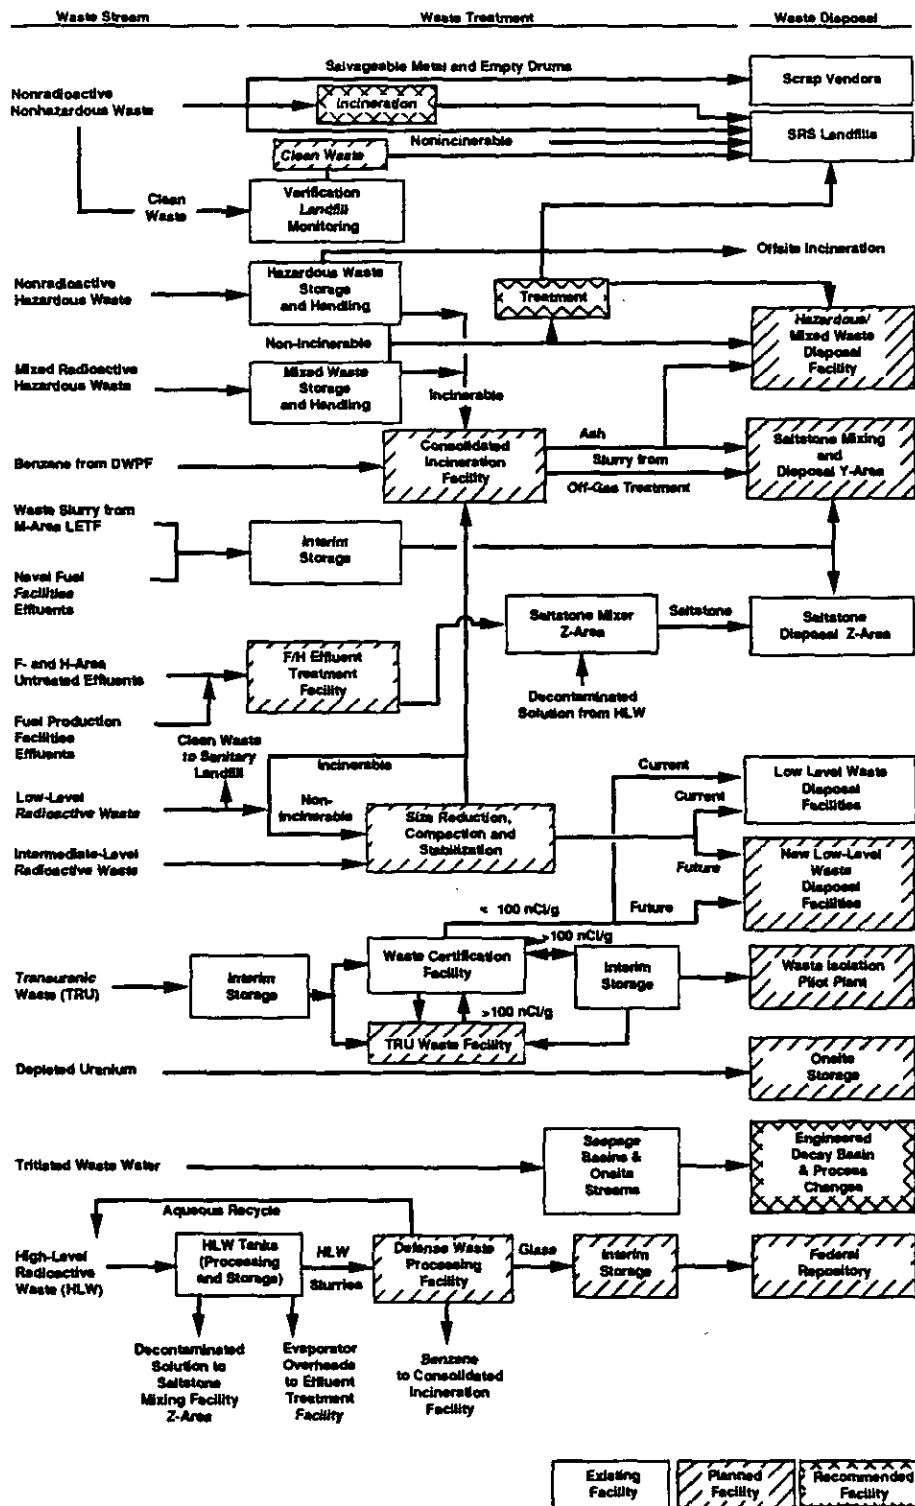 Waste Stream
Waste Treatment
Waste Disposal
Salvageable Metal and Empty Drums
Scrap Vendors
Nonradioactive
Nonhazardous Waste
Incineration
SRS Landfills
Nonincinerable
Clean Waste
Clean
Waste
Verification
Landfill
Monitoring
Offsite Incineration
Nonradioactive
Hazardous Waste
Hazardous Waste
Storage
and Handling
Treatment
Hazardous/
Mixed Waste
Disposal
Facility
Non-incinerable
Mixed Radioactive
Hazardous Waste
Mixed Waste
Storage
and Handling
Incinerable
Benzene from DWPF
Consolidated
Incineration
Facility
Ash
Slurry from
Off-Gas Treatment
Saltstone Mixing
and
Disposal Y-Area
Waste Slurry from
M-Area LETF
Naval Fuel
Facilities
Effluents
Interim
Storage
Saltstone Mixer
Z-Area
Saltstone
Saltstone
Disposal Z-Area
Decontaminated
Solution from HLW
F- and H-Area
Untreated Effluents
F/H Effluent
Treatment
Facility
Fuel Production
Facilities
Effluents
Clean Waste
to Sanitary
Landfill
Incinerable
Low-Level
Radioactive Waste
Non-
incinerable
Size Reduction,
Compaction and
Stabilization
Intermediate-Level
Radioactive Waste
Current
Low Level Waste
Disposal
Facilities
Current
Future
New Low-Level
Waste
Disposal
Facilities
< 100 nCi/g
Future
>100 nCi/g
Transuranic
Waste (TRU)
Interim
Storage
Waste Certification
Facility
Interim
Storage
Waste Isolation
Pilot Plant
>100 nCi/g
TRU Waste Facility
Depleted Uranium
Onsite
Storage
Tritiated Waste Water
Seepage
Basins &
Onsite
Streams
Engineered
Decay Basin
& Process
Changes
Aqueous Recycle
High-Level
Radioactive
Waste (HLW)
HLW Tanks
(Processing
and Storage)
HLW
Slurries
Defense Waste
Processing
Facility
Glass
Interim
Storage
Federal
Repository
Decontaminated
Solution to
Saltstone
Mixing Facility
Z-Area
Evaporator
Overheads
to Effluent
Treatment
Facility
Benzene
to Consolidated
Incineration
Facility
Existing
Facility
Planned
Facility
Recommended
Facility